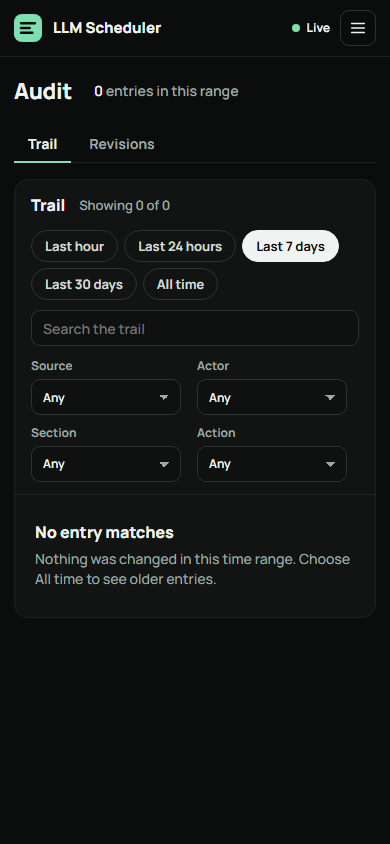 LLM Scheduler
Live
Audit
0 entries in this range
Trail
Revisions
Trail
Showing 0 of 0
Last hour
Last 24 hours
Last 7 days
Last 30 days
All time
Search the trail
Source
Actor
Any
Any
Section
Action
Any
Any
No entry matches
Nothing was changed in this time range. Choose
All time to see older entries.